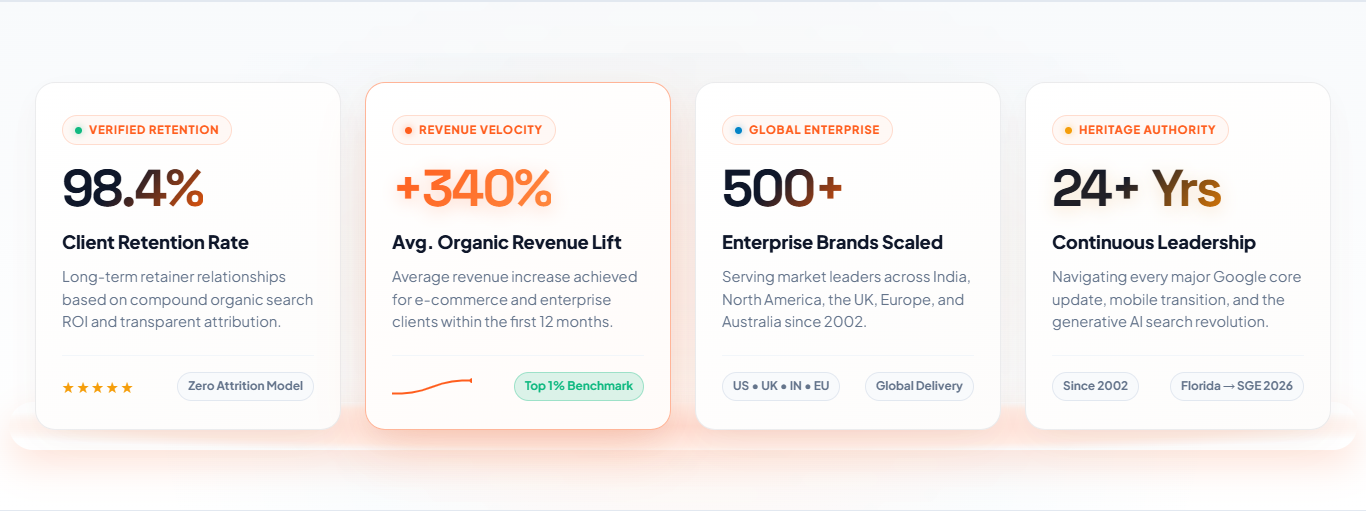 VERIFIED RETENTION
98.4%
Client Retention Rate
Long-term retainer relationships
based on compound organic search
ROI and transparent attribution.
★★★★★
Zero Attrition Model
REVENUE VELOCITY
+340%
Avg. Organic Revenue Lift
Average revenue increase achieved
for e-commerce and enterprise
clients within the first 12 months.
Top 1% Benchmark
GLOBAL ENTERPRISE
500+
Enterprise Brands Scaled
Serving market leaders across India,
North America, the UK, Europe, and
Australia since 2002.
US • UK • IN • EU
Global Delivery
HERITAGE AUTHORITY
24+ Yrs
Continuous Leadership
Navigating every major Google core
update, mobile transition, and the
generative AI search revolution.
Since 2002
Florida → SGE 2026